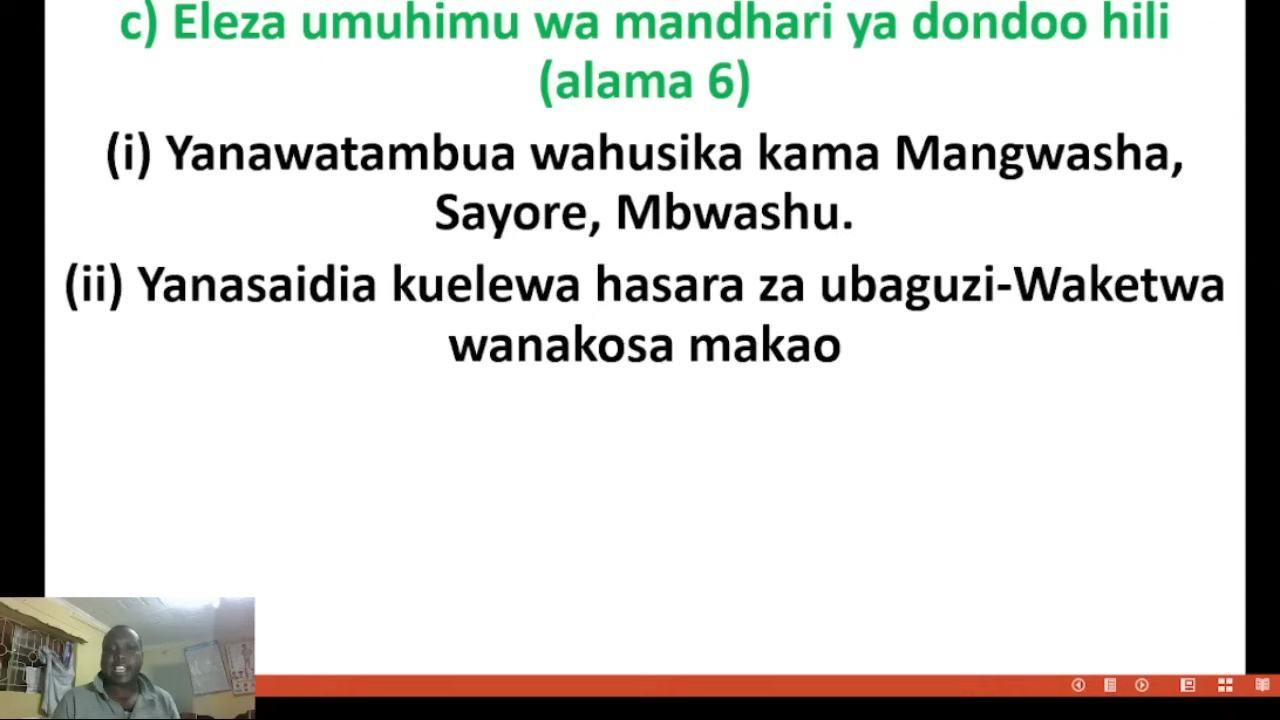 c) Eleza umuhimu wa mandhari ya dondoo hili
(alama 6)
(i) Yanawatambua wahusika kama Mangwasha,
Sayore, Mbwashu.
(ii) Yanasaidia kuelewa hasara za ubaguzi-Waketwa
wanakosa makao